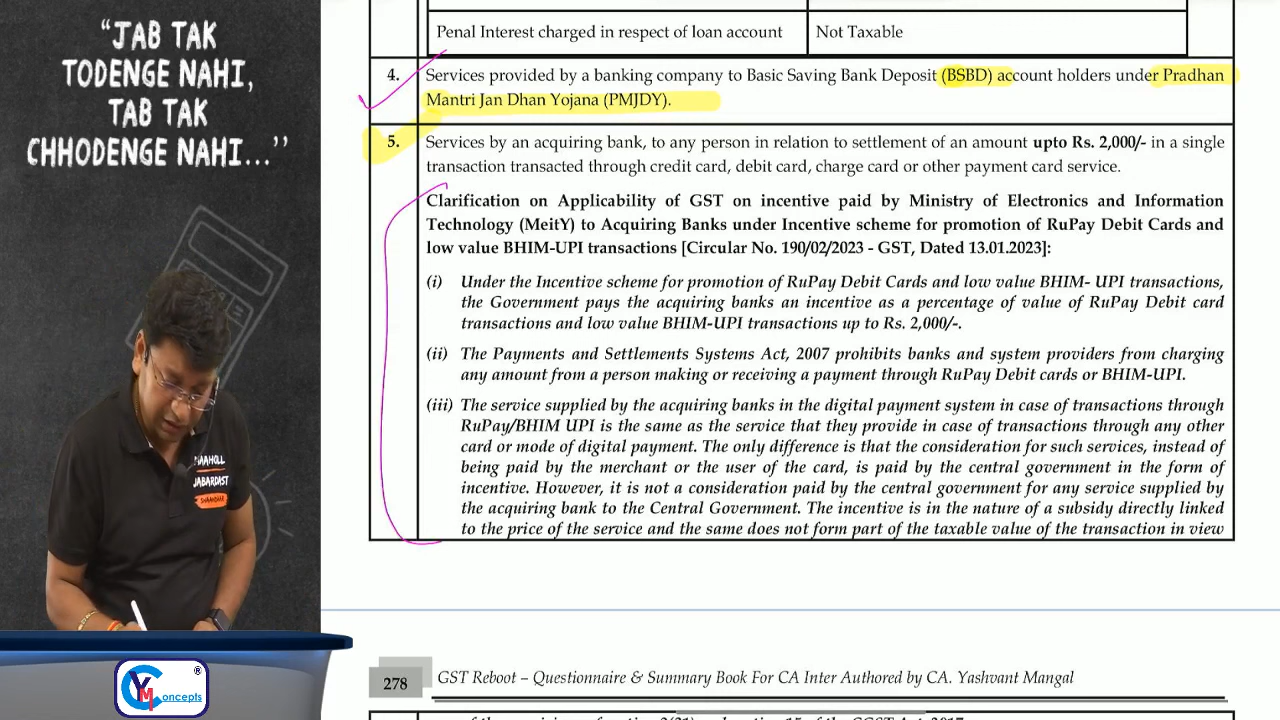 “JAB TAK
TODENGE NAHI,
TAB TAK
CHHODENGE NAHI...’’
Penal Interest charged in respect of loan account
Not Taxable
4.
Services provided by a banking company to Basic Saving Bank Deposit (BSBD) account holders under Pradhan
Mantri Jan Dhan Yojana (PMJDY).
5.
Services by an acquiring bank, to any person in relation to settlement of an amount upto Rs. 2,000/- in a single
transaction transacted through credit card, debit card, charge card or other payment card service.
Clarification on Applicability of GST on incentive paid by Ministry of Electronics and Information
Technology (MeitY) to Acquiring Banks under Incentive scheme for promotion of RuPay Debit Cards and
low value BHIM-UPI transactions [Circular No. 190/02/2023 - GST, Dated 13.01.2023]:
(i) Under the Incentive scheme for promotion of RuPay Debit Cards and low value BHIM- UPI transactions,
the Government pays the acquiring banks an incentive as a percentage of value of RuPay Debit card
transactions and low value BHIM-UPI transactions up to Rs. 2,000/-.
(ii) The Payments and Settlements Systems Act, 2007 prohibits banks and system providers from charging
any amount from a person making or receiving a payment through RuPay Debit cards or BHIM-UPI.
(iii) The service supplied by the acquiring banks in the digital payment system in case of transactions through
RuPay/BHIM UPI is the same as the service that they provide in case of transactions through any other
card or mode of digital payment. The only difference is that the consideration for such services, instead of
being paid by the merchant or the user of the card, is paid by the central government in the form of
incentive. However, it is not a consideration paid by the central government for any service supplied by
the acquiring bank to the Central Government. The incentive is in the nature of a subsidy directly linked
to the price of the service and the same does not form part of the taxable value of the transaction in view
JABARDAST
YM Concepts ®
278
GST Reboot – Questionnaire & Summary Book For CA Inter Authored by CA. Yashvant Mangal